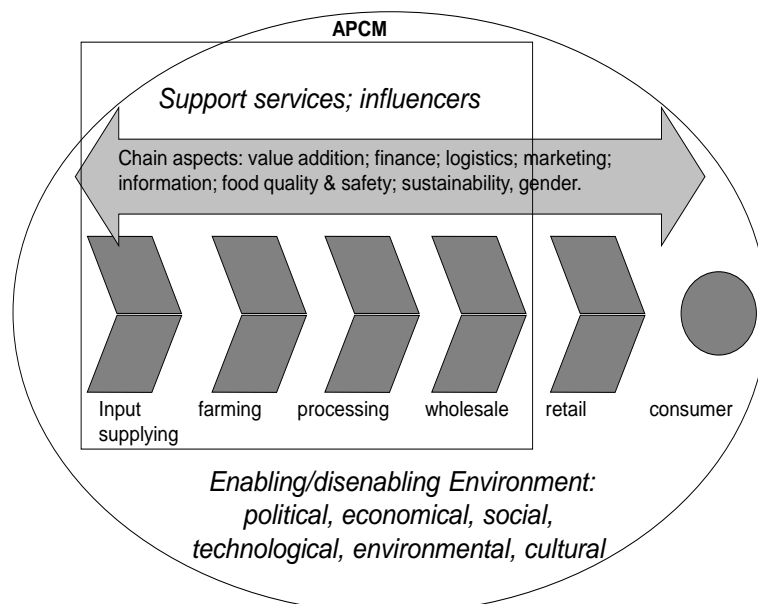 APCM
Support services; influencers
Chain aspects: value addition; finance; logistics; marketing;
information; food quality & safety; sustainability, gender.
Input
supplying
farming
processing
wholesale
retail
consumer
Enabling/disenabling Environment:
political, economical, social,
technological, environmental, cultural